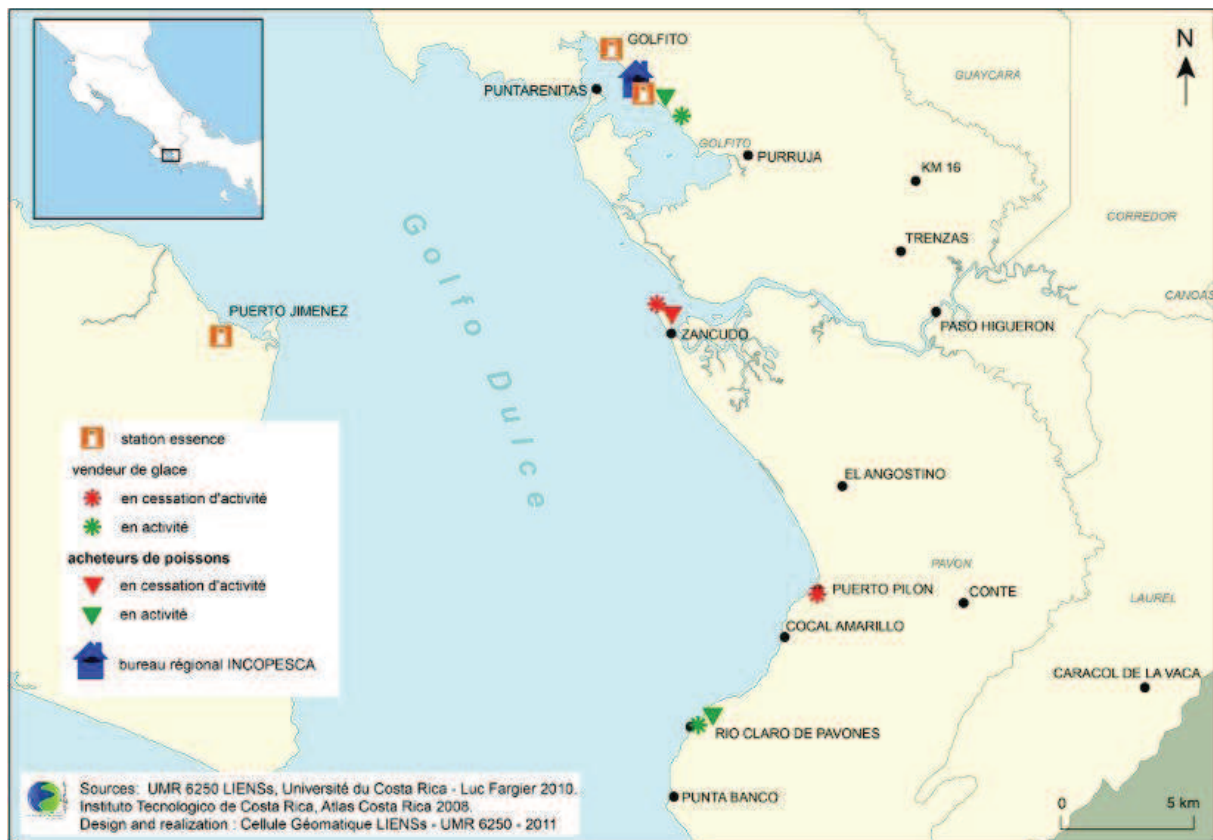 GOLFITO
N
GUAYCARA
PUNTARENITAS
GOLFITO
PURRUJA
KM 16
CORREDOR
TRENZAS
CANOAS
PUERTO JIMENEZ
ZANCUDO
PASO HIGUERON
Golfo Dulce
station essence
vendeur de glace
en cessation d'activité
en activité
acheteurs de poissons
en cessation d'activité
en activité
bureau régional INCOPESCA
EL ANGOSTINO
PAVON
PUERTO PILON
CONTE
LAUREL
COCAL AMARILLO
CARACOL DE LA VACA
RIO CLARO DE PAVONES
PUNTA BANCO
Sources: UMR 6250 LIENSs, Université du Costa Rica - Luc Fargier 2010.
Instituto Tecnologico de Costa Rica, Atlas Costa Rica 2008.
Design and realization : Cellule Géomatique LIENSs - UMR 6250 - 2011
0 5 km